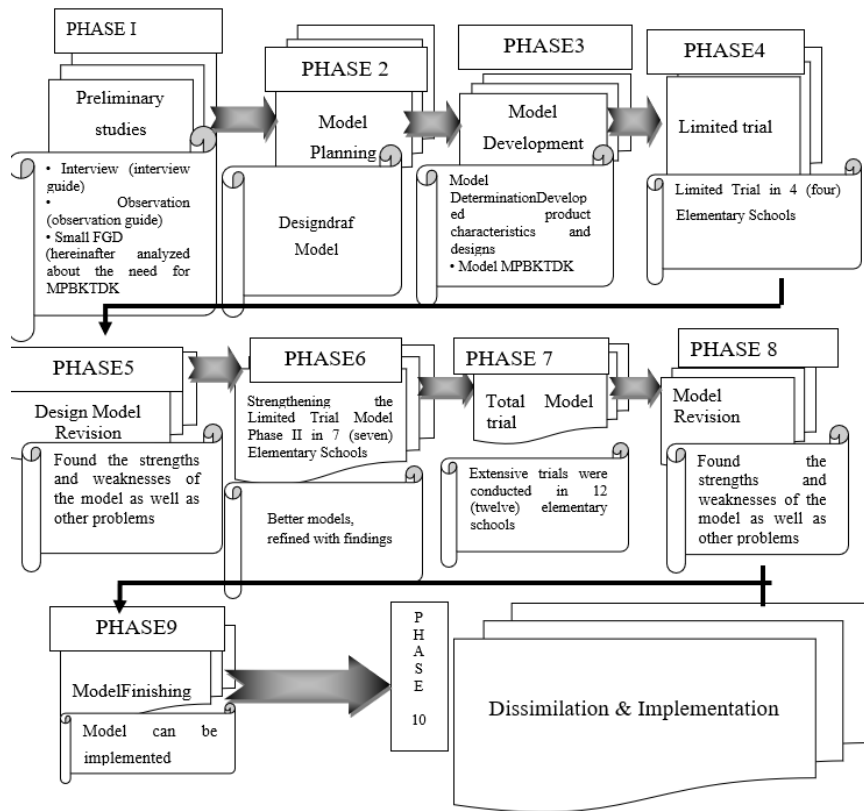 PHASE I
Preliminary
studies
• Interview (interview
guide)
• Observation
(observation guide)
• Small FGD
(hereinafter analyzed
about the need for
MPBKTDK
PHASE 2
Model
Planning
Designdraf
Model
PHASE3
Model
Development
Model
DeterminationDevelop
ed product
characteristics and
designs
• Model MPBKTDK
PHASE4
Limited trial
Limited Trial in 4 (four)
Elementary Schools
PHASE5
Design Model
Revision
Found the strengths
and weaknesses of
the model as well as
other problems
PHASE6
Strengthening the
Limited Trial Model
Phase II in 7 (seven)
Elementary Schools
Better models,
refined with findings
PHASE 7
Total Model
trial
Extensive trials were
conducted in 12
(twelve) elementary
schools
PHASE 8
Model
Revision
Found the
strengths and
weaknesses of the
model as well as
other problems
PHASE9
ModelFinishing
Model can be
implemented
P
H
A
S
E
10
Dissimilation & Implementation